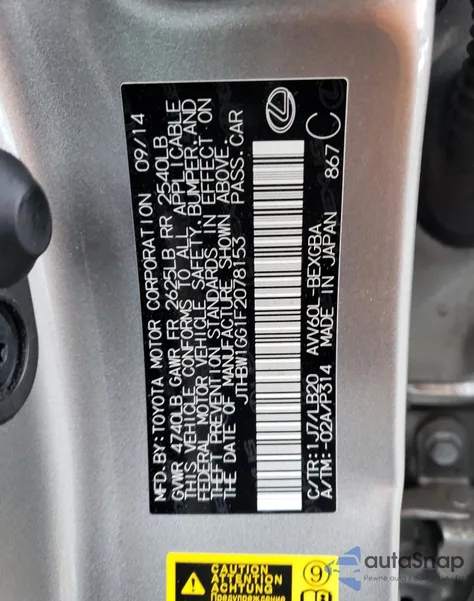 MFD.BY:TOYOTA MOTOR CORPORATION 09/14
GVWR 4740LB GAWR FR 2625LB RR 2540LB
THIS VEHICLE CONFORMS TO ALL APPLICABLE
FEDERAL MOTOR VEHICLE SAFETY, BUMPER,AND
THEFT PREVENTION STANDARDS IN EFFECT ON
THE DATE OF MANUFACTURE SHOWN ABOVE.
JTHBW1GG1F2078153 PASS.CAR
C/TR:1J7/LB20 AVV60L-BEXGBA
A/TM:-02A/P314 MADE IN JAPAN 867
C
CAUTION
ATTENTION
ACHTUNG
Предупреждение
9
autoSnap